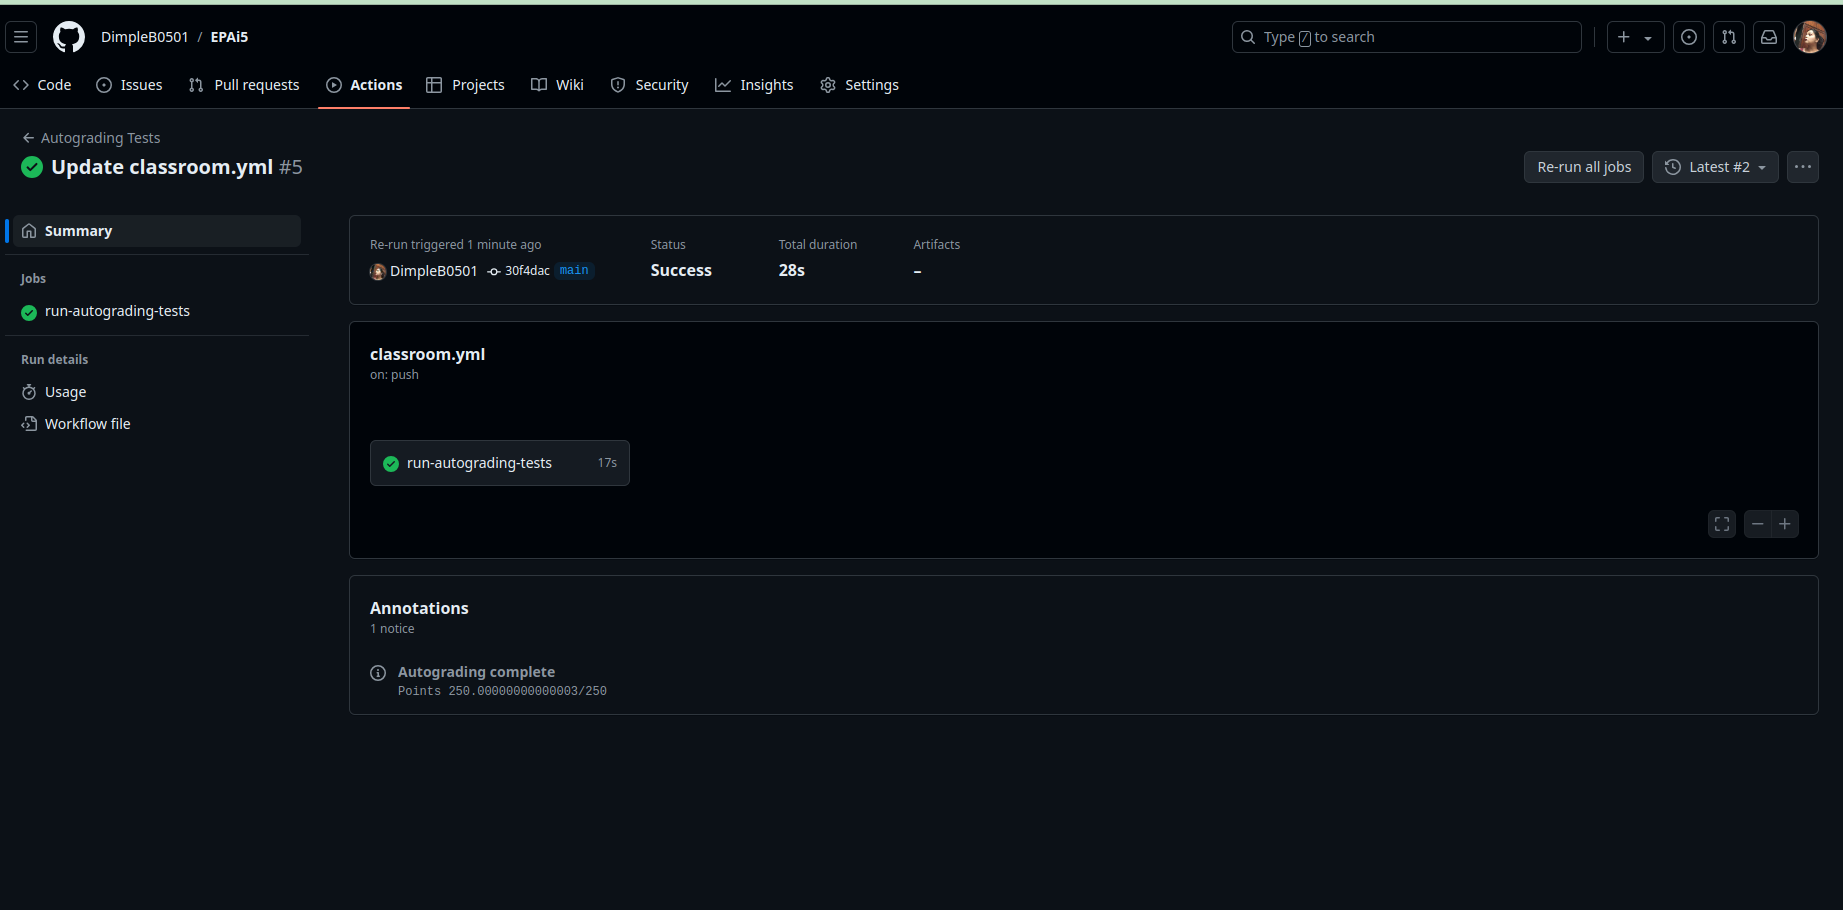 DimpleB0501 / EPAi5
Type / to search
Code Issues Pull requests Actions Projects Wiki Security Insights Settings
Autograding Tests
Update classroom.yml #5
Re-run all jobs Latest #2
Summary
Jobs
run-autograding-tests
Run details
Usage
Workflow file
Re-run triggered 1 minute ago Status Total duration Artifacts
DimpleB0501 30f4dac main Success 28s –
classroom.yml
on: push
run-autograding-tests 17s
Annotations
1 notice
Autograding complete
Points 250.00000000000003/250